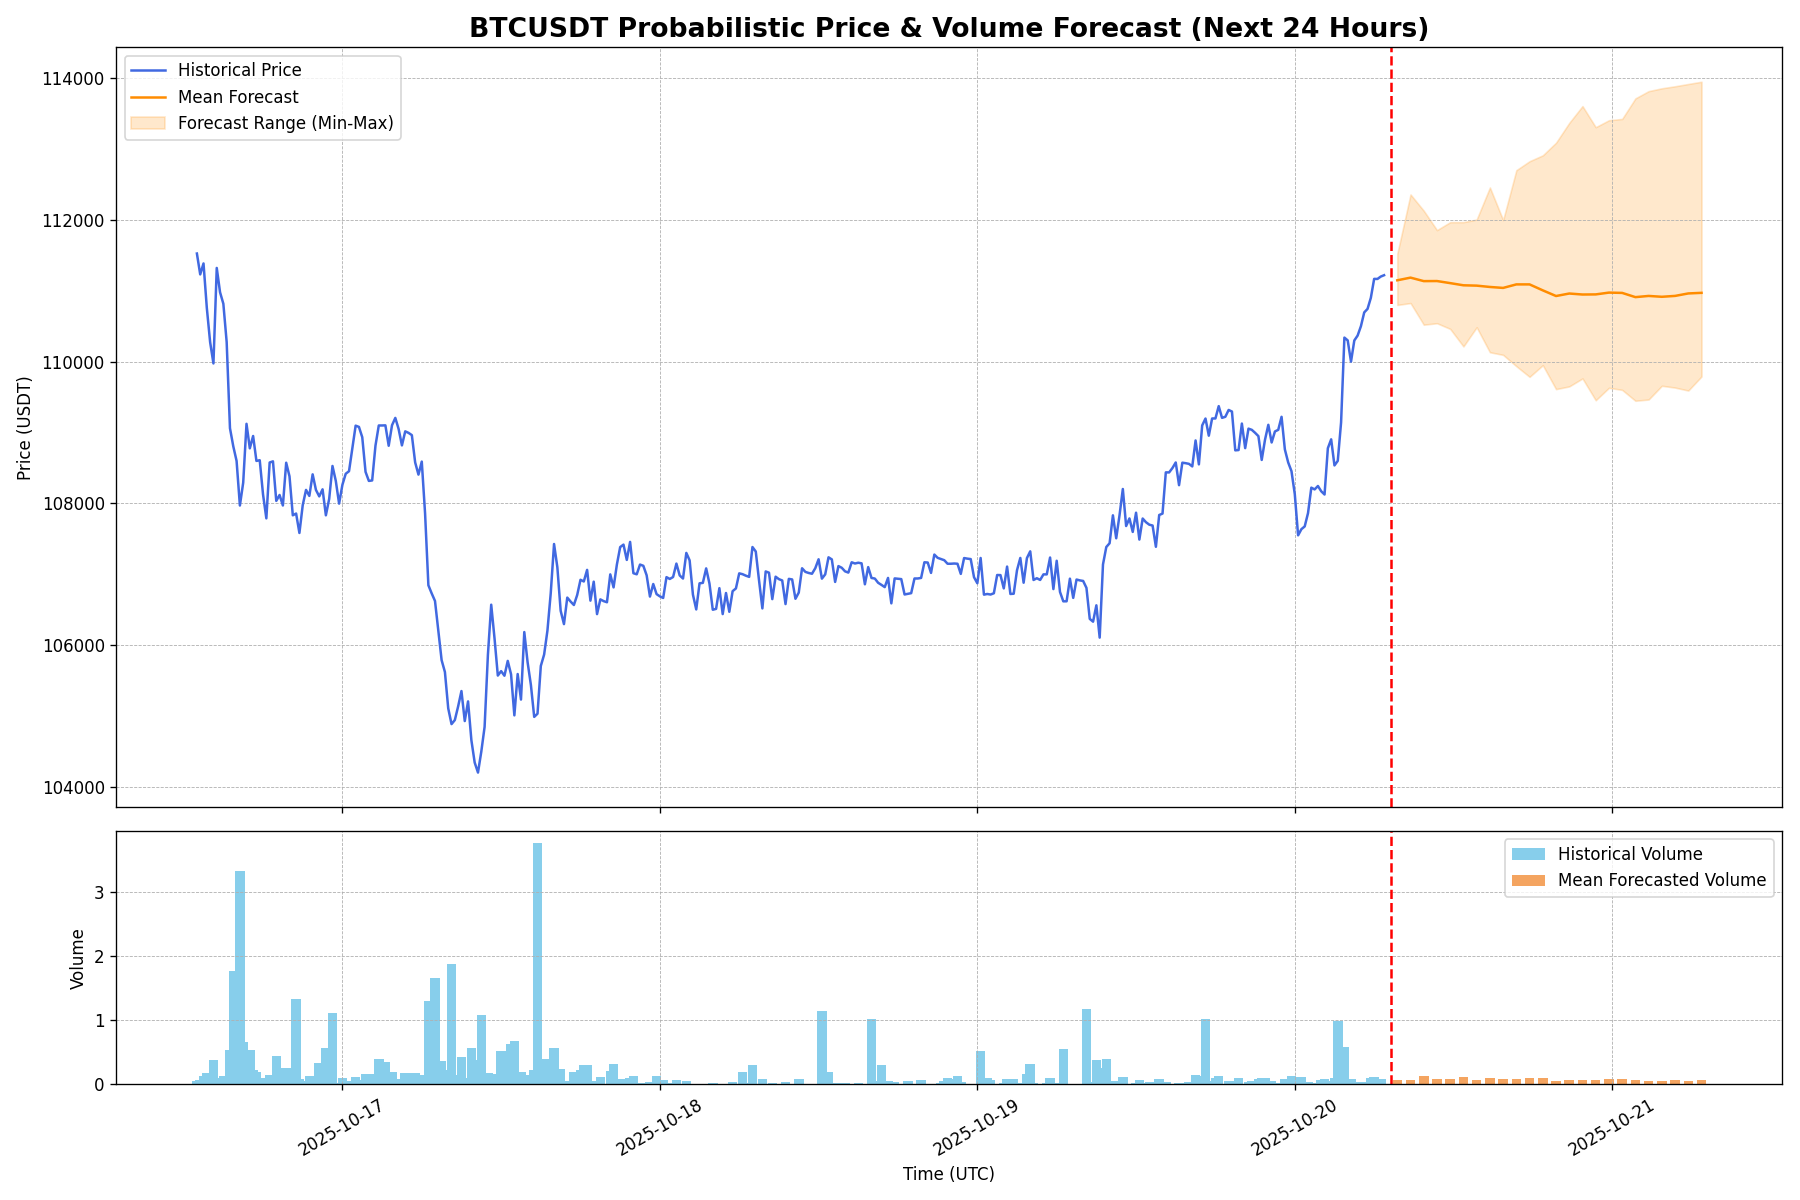 BTCUSDT Probabilistic Price & Volume Forecast (Next 24 Hours)
Historical Price
Mean Forecast
Forecast Range (Min-Max)
Price (USDT)
114000
112000
110000
108000
106000
104000
Historical Volume
Mean Forecasted Volume
Volume
3
2
1
0
2025-10-17
2025-10-18
2025-10-19
2025-10-20
2025-10-21
Time (UTC)